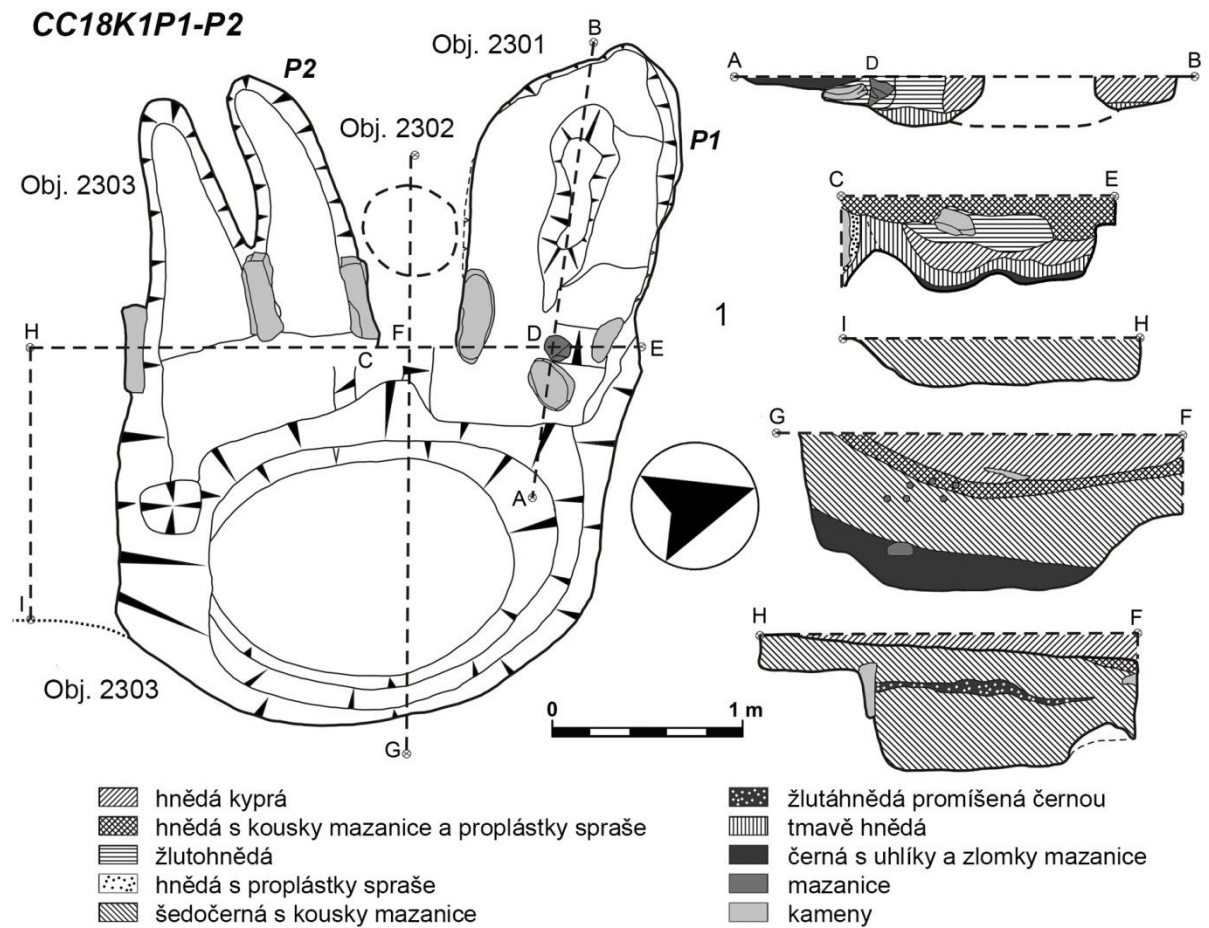 CC18K1P1-P2
Obj. 2301
B
P2
Obj. 2302
P1
Obj. 2303
H
F
D
E
C
1
A
I
Obj. 2303
G
0
1 m
A
D
B
C
E
I
H
G
F
H
F
hnědá kyprá
hnědá s kousky mazanice a proplástky spraše
žlutohnědá
hnědá s proplástky spraše
šedočerná s kousky mazanice
žlutáhnědá promíšená černou
tmavě hnědá
černá s uhlíky a zlomky mazanice
mazanice
kameny